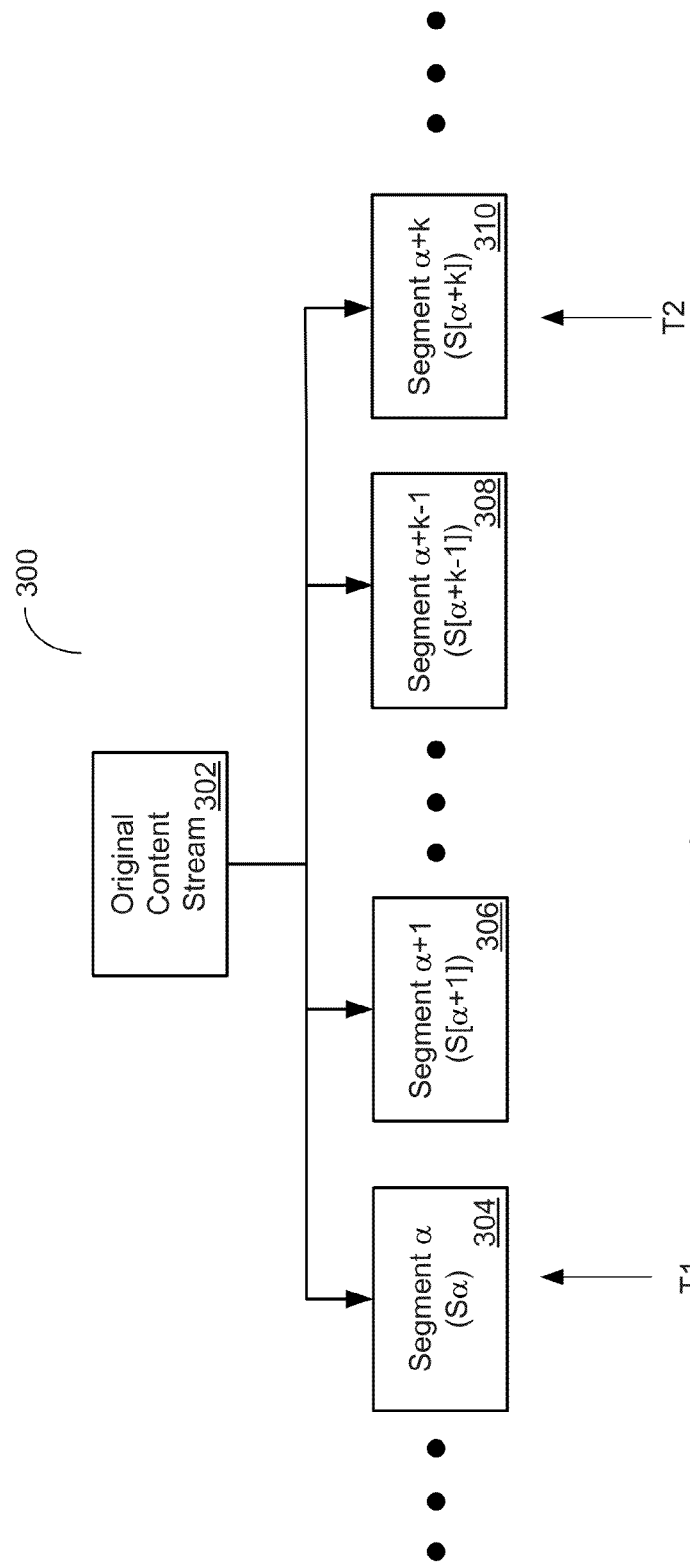 300
Original
Content
Stream 302
Segment α
(Sα)
304
Segment α+1
(S[α+1])
306
Segment α+k-1
(S[α+k-1])
308
Segment α+k
(S[α+k])
310
T1
T2